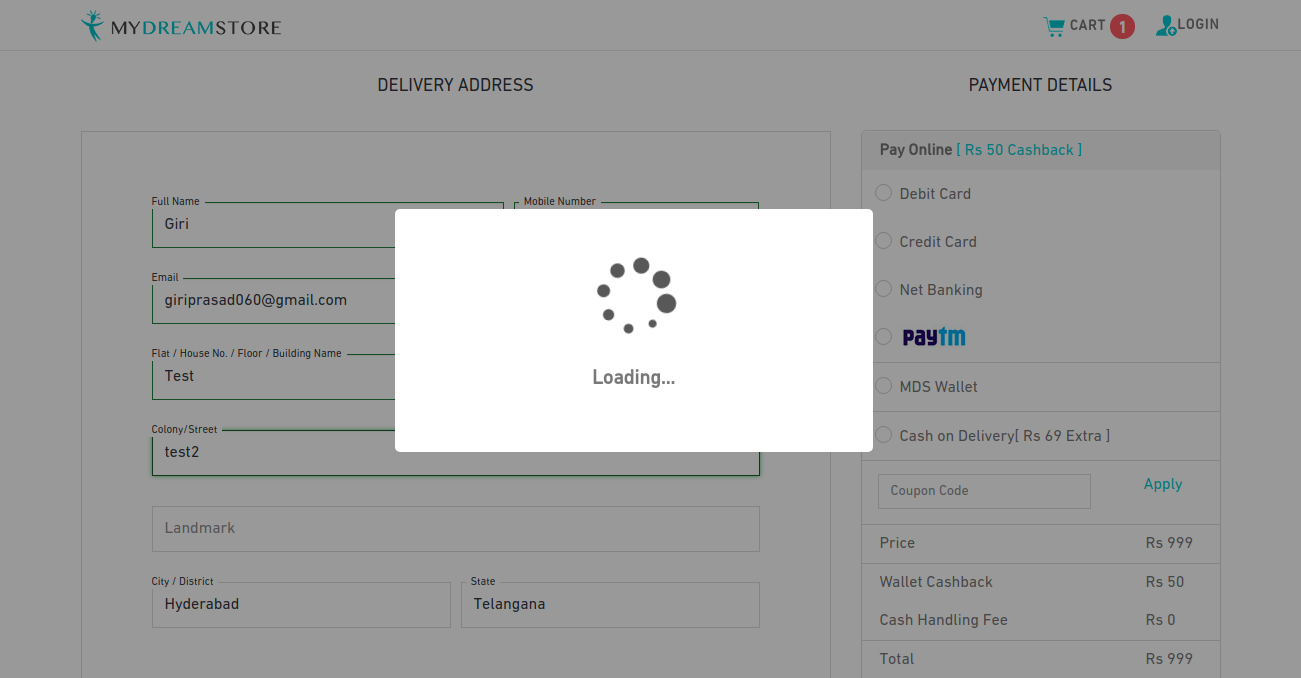 MYDREAMSTORE
CART 1
LOGIN
DELIVERY ADDRESS
PAYMENT DETAILS
Full Name
Giri
Mobile Number
Email
giriprasad060@gmail.com
Flat / House No. / Floor / Building Name
Test
Colony/Street
test2
Landmark
City / District
Hyderabad
State
Telangana
Loading...
Pay Online [ Rs 50 Cashback ]
Debit Card
Credit Card
Net Banking
paytm
MDS Wallet
Cash on Delivery[ Rs 69 Extra ]
Coupon Code
Apply
Price Rs 999
Wallet Cashback Rs 50
Cash Handling Fee Rs 0
Total Rs 999